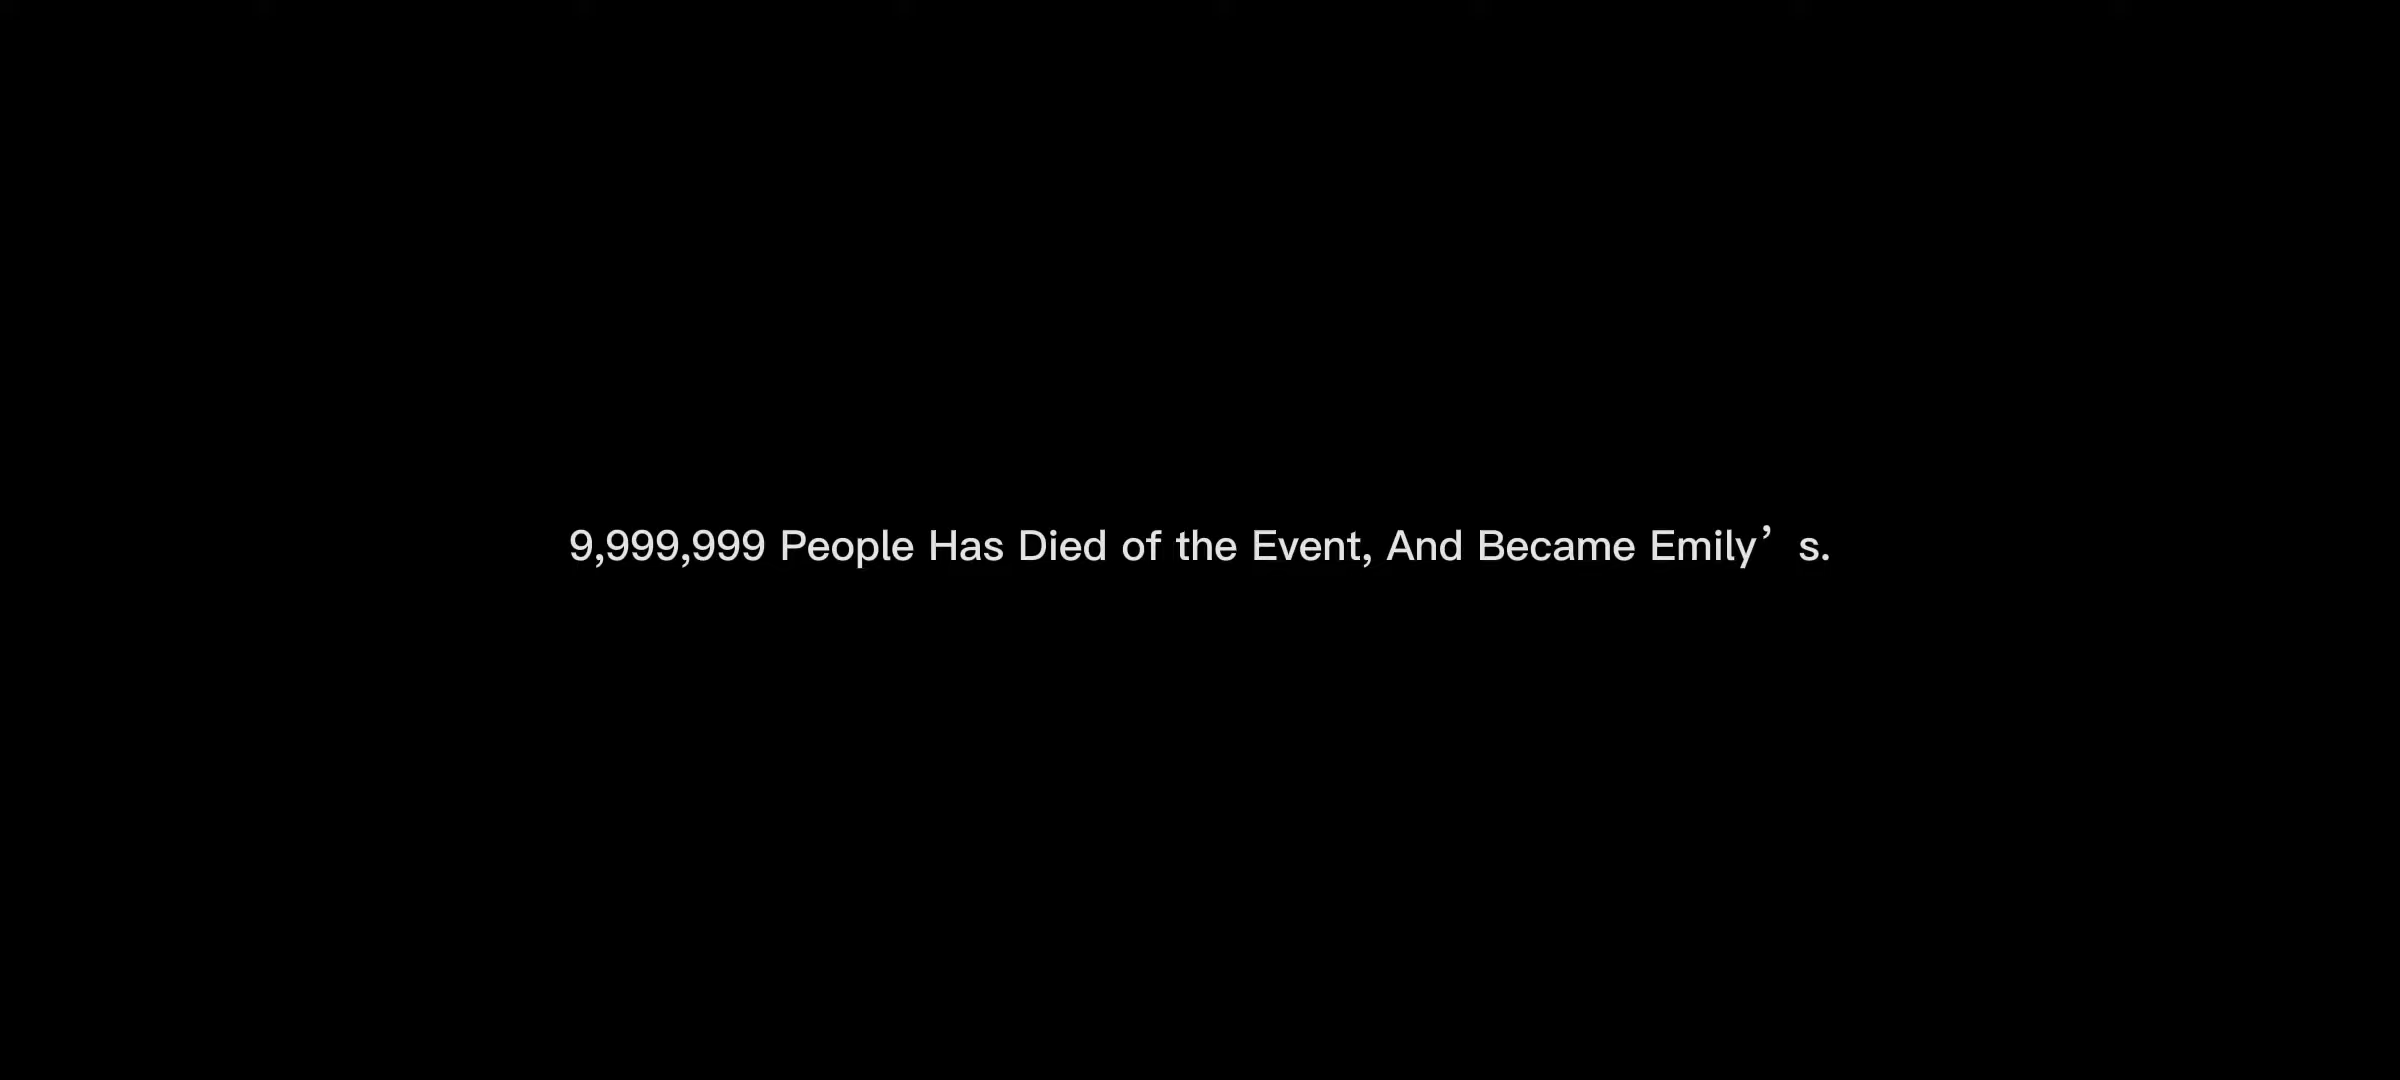 9,999,999 People Has Died of the Event, And Became Emily’s.